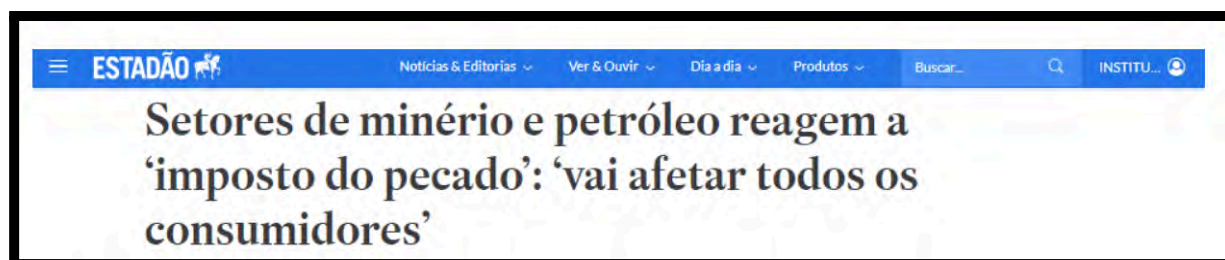 ESTADÃO Notícias & Editorias Ver & Ouvir Dia a dia Produtos Buscar... INSTITU...
Setores de minério e petróleo reagem a
‘imposto do pecado’: ‘vai afetar todos os
consumidores’